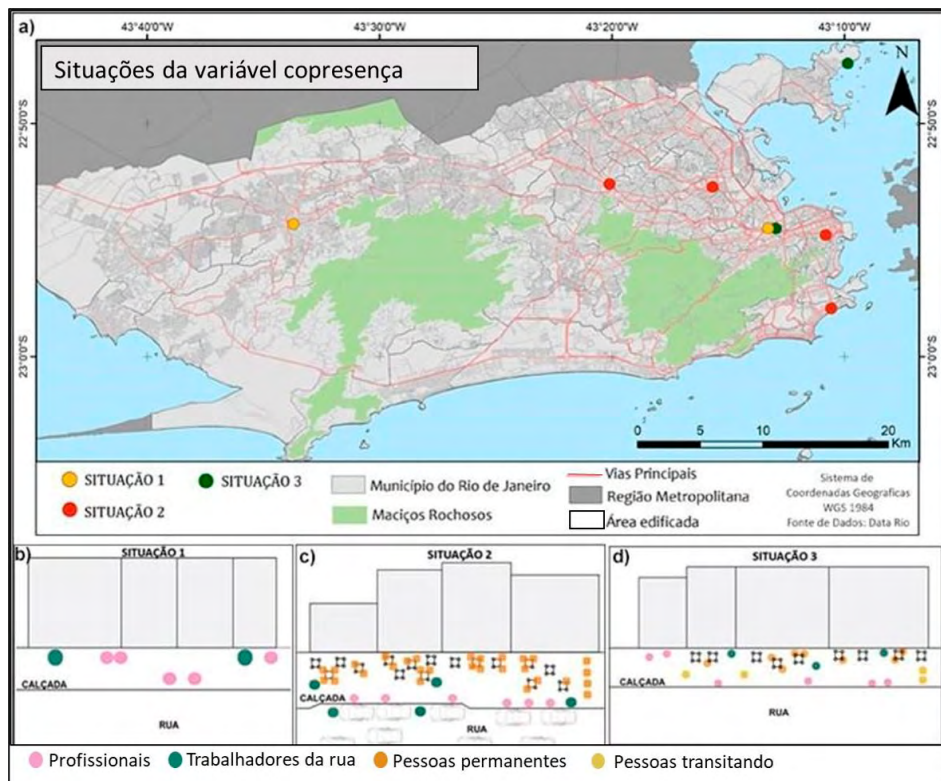 a)
43°40'0"W 43°30'0"W 43°20'0"W 43°10'0"W
Situações da variável copresença
N
22°50'0"S 22°50'0"S
23°0'0"S 23°0'0"S
0 5 10 20
Km
SITUAÇÃO 1
SITUAÇÃO 2
SITUAÇÃO 3
Município do Rio de Janeiro
Maciços Rochosos
Vias Principais
Região Metropolitana
Área edificada
Sistema de
Coordenadas Geograficas
WGS 1984
Fonte de Dados: Data Rio
b) SITUAÇÃO 1
CALÇADA
RUA
c) SITUAÇÃO 2
CALÇADA
RUA
d) SITUAÇÃO 3
CALÇADA
RUA
Profissionais Trabalhadores da rua Pessoas permanentes Pessoas transitando